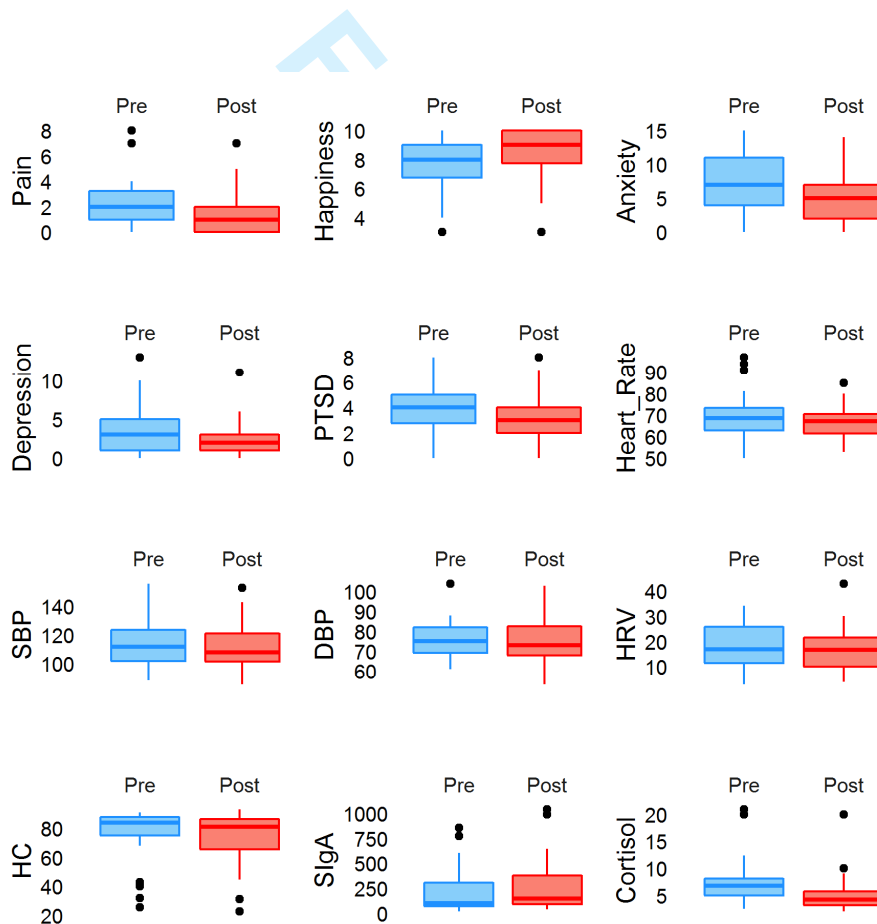 F
Pre Post
Pain
8
6
4
2
0
Pre Post
Happiness
10
8
6
4
Pre Post
Anxiety
15
10
5
0
Pre Post
Depression
10
5
0
Pre Post
PTSD
8
6
4
2
0
Pre Post
Heart_Rate
90
80
70
60
50
Pre Post
SBP
140
120
100
Pre Post
DBP
100
90
80
70
60
Pre Post
HRV
40
30
20
10
Pre Post
HC
80
60
40
20
Pre Post
SIgA
1000
750
500
250
0
Pre Post
Cortisol
20
15
10
5